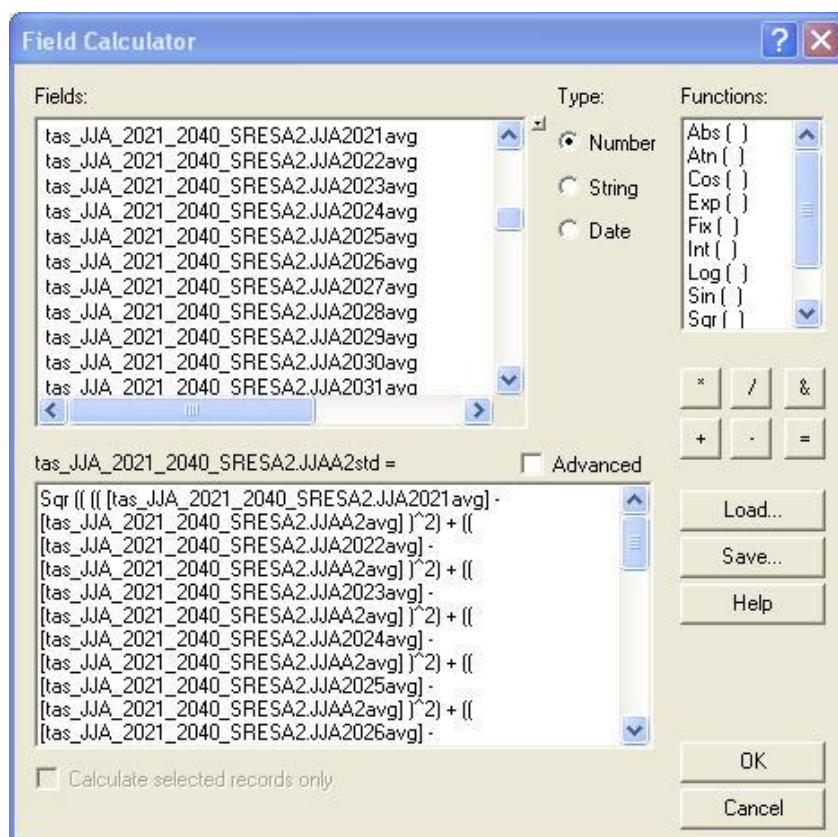 Field Calculator
Fields:
tas_JJA_2021_2040_SRESA2.JJA2021avg
tas_JJA_2021_2040_SRESA2.JJA2022avg
tas_JJA_2021_2040_SRESA2.JJA2023avg
tas_JJA_2021_2040_SRESA2.JJA2024avg
tas_JJA_2021_2040_SRESA2.JJA2025avg
tas_JJA_2021_2040_SRESA2.JJA2026avg
tas_JJA_2021_2040_SRESA2.JJA2027avg
tas_JJA_2021_2040_SRESA2.JJA2028avg
tas_JJA_2021_2040_SRESA2.JJA2029avg
tas_JJA_2021_2040_SRESA2.JJA2030avg
tas_JJA_2021_2040_SRESA2.JJA2031avg
Type:
Number
String
Date
Functions:
Abs ( )
Atn ( )
Cos ( )
Exp ( )
Fix ( )
Int ( )
Log ( )
Sin ( )
Sqr ( )
* / &
+ - =
tas_JJA_2021_2040_SRESA2.JJAA2std =
Advanced
Sqr (( (( [tas_JJA_2021_2040_SRESA2.JJA2021avg] -
[tas_JJA_2021_2040_SRESA2.JJAA2avg] )^2) + ((
[tas_JJA_2021_2040_SRESA2.JJA2022avg] -
[tas_JJA_2021_2040_SRESA2.JJAA2avg] )^2) + ((
[tas_JJA_2021_2040_SRESA2.JJA2023avg] -
[tas_JJA_2021_2040_SRESA2.JJAA2avg] )^2) + ((
[tas_JJA_2021_2040_SRESA2.JJA2024avg] -
[tas_JJA_2021_2040_SRESA2.JJAA2avg] )^2) + ((
[tas_JJA_2021_2040_SRESA2.JJA2025avg] -
[tas_JJA_2021_2040_SRESA2.JJAA2avg] )^2) + ((
[tas_JJA_2021_2040_SRESA2.JJA2026avg] -
Load...
Save...
Help
Calculate selected records only
OK
Cancel